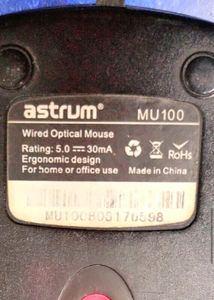 astrum® MU100
Wired Optical Mouse
Rating: 5.0 ⎓ 30mA
Ergonomic design
For home or office use
RoHs
Made in China